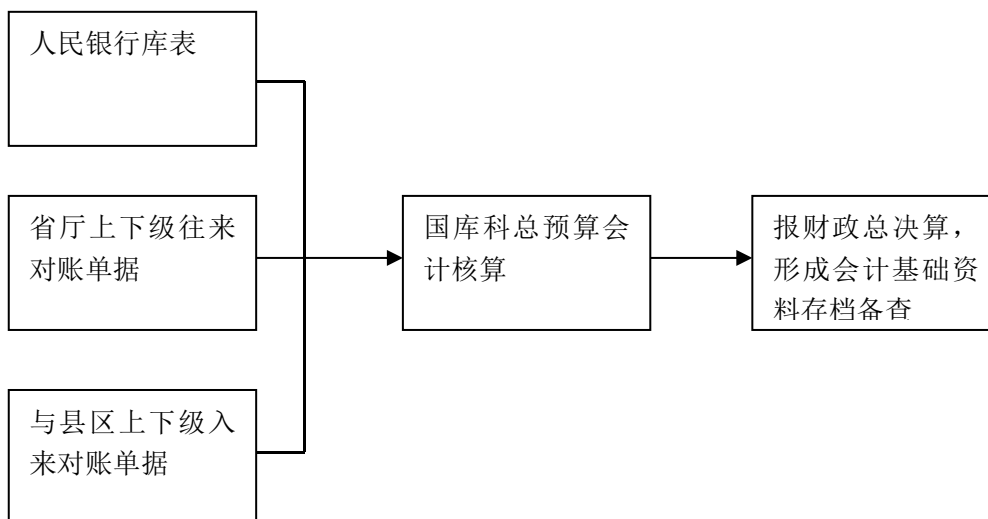 人民银行库表
省厅上下级往来
对账单据
与县区上下级入
来对账单据
国库科总预算会
计核算
报财政总决算，
形成会计基础资
料存档备查